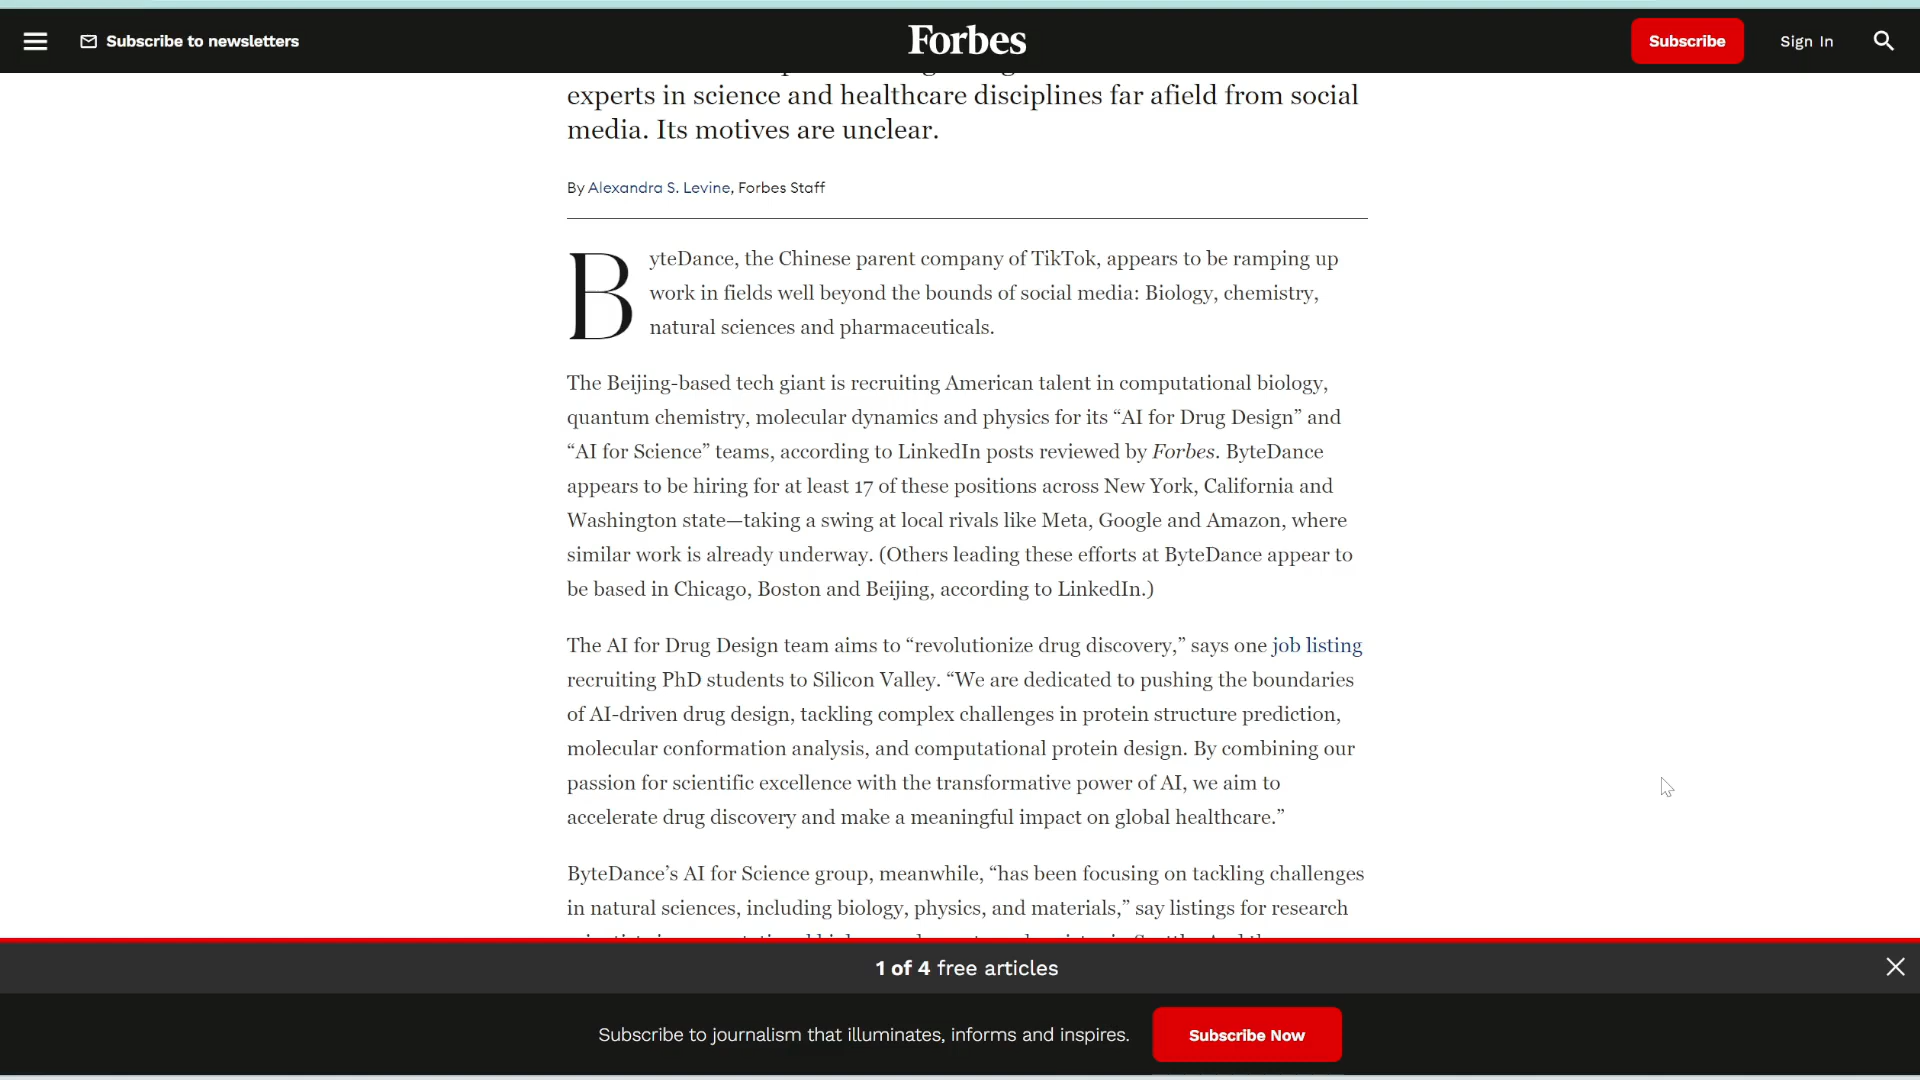 Subscribe to newsletters
Forbes
Subscribe
Sign In
experts in science and healthcare disciplines far afield from social
media. Its motives are unclear.
By Alexandra S. Levine, Forbes Staff
ByteDance, the Chinese parent company of TikTok, appears to be ramping up
work in fields well beyond the bounds of social media: Biology, chemistry,
natural sciences and pharmaceuticals.
The Beijing-based tech giant is recruiting American talent in computational biology,
quantum chemistry, molecular dynamics and physics for its “AI for Drug Design” and
“AI for Science” teams, according to LinkedIn posts reviewed by Forbes. ByteDance
appears to be hiring for at least 17 of these positions across New York, California and
Washington state—taking a swing at local rivals like Meta, Google and Amazon, where
similar work is already underway. (Others leading these efforts at ByteDance appear to
be based in Chicago, Boston and Beijing, according to LinkedIn.)
The AI for Drug Design team aims to “revolutionize drug discovery,” says one job listing
recruiting PhD students to Silicon Valley. “We are dedicated to pushing the boundaries
of AI-driven drug design, tackling complex challenges in protein structure prediction,
molecular conformation analysis, and computational protein design. By combining our
passion for scientific excellence with the transformative power of AI, we aim to
accelerate drug discovery and make a meaningful impact on global healthcare.”
ByteDance’s AI for Science group, meanwhile, “has been focusing on tackling challenges
in natural sciences, including biology, physics, and materials,” say listings for research
1 of 4 free articles
Subscribe to journalism that illuminates, informs and inspires.
Subscribe Now